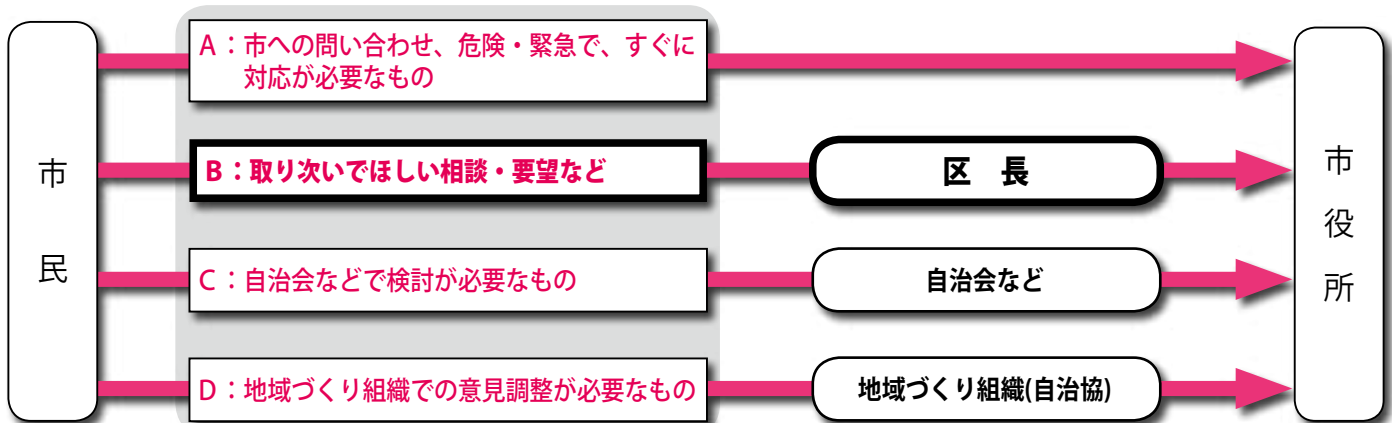 市民
A：市への問い合わせ、危険・緊急で、すぐに
対応が必要なもの
B：取り次いでほしい相談・要望など
区　長
C：自治会などで検討が必要なもの
自治会など
D：地域づくり組織での意見調整が必要なもの
地域づくり組織(自治協)
市役所